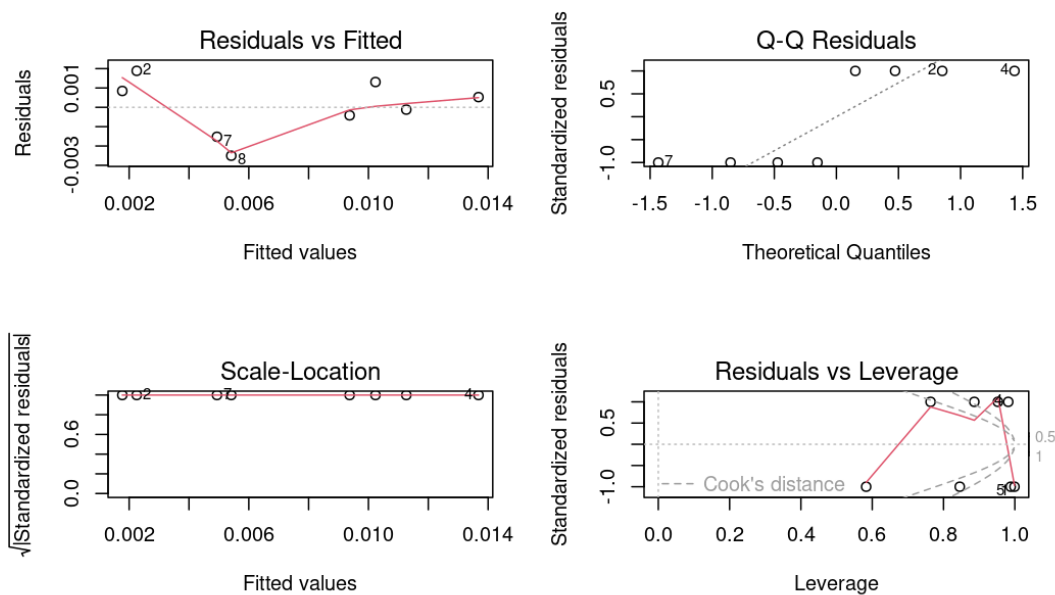 Residuals vs Fitted
Residuals
0.001
0.001
-0.003
2
7
8
0.002 0.006 0.010 0.014
Fitted values
Q-Q Residuals
Standardized residuals
0.5
-1.0
7
2
4
-1.5 -1.0 -0.5 0.0 0.5 1.0 1.5
Theoretical Quantiles
Scale-Location
√|Standardized residuals|
0.6
0.0
2
7
4
0.002 0.006 0.010 0.014
Fitted values
Residuals vs Leverage
Standardized residuals
0.5
-1.0
4
5
0.5
1
Cook's distance
0.0 0.2 0.4 0.6 0.8 1.0
Leverage